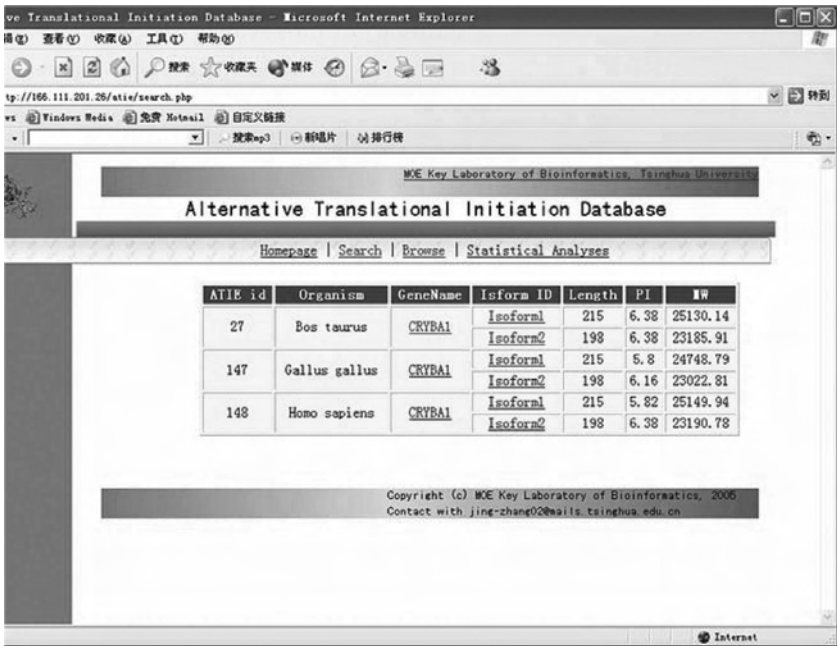 ve Translational Initiation Database - Microsoft Internet Explorer
查看(V) 收藏(A) 工具(T) 帮助(H)
搜索 收藏夹 媒体
tp://166.111.201.26/atie/search.php 转到
ws Windows Media 免费 Hotmail 自定义链接
搜索mp3 新唱片 排行榜
MOE Key Laboratory of Bioinformatics, Tsinghua University
Alternative Translational Initiation Database
Homepage | Search | Browse | Statistical Analyses
ATIE id Organism GeneName Isform ID Length PI MW
27 Bos taurus CRYBA1 Isoform1 215 6.38 25130.14
Isoform2 198 6.38 23185.91
147 Gallus gallus CRYBA1 Isoform1 215 5.8 24748.79
Isoform2 198 6.16 23022.81
148 Homo sapiens CRYBA1 Isoform1 215 5.82 25149.94
Isoform2 198 6.38 23190.78
Copyright (c) MOE Key Laboratory of Bioinformatics, 2005
Contact with jing-zhang02@mails.tsinghua.edu.cn
Internet